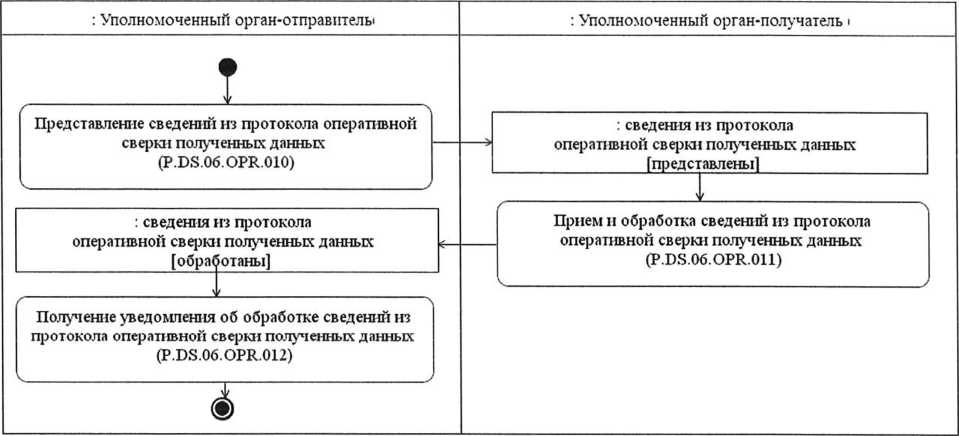 : Уполномоченный орган-отправитель
: Уполномоченный орган-получатель
Представление сведений из протокола оперативной
сверки полученных данных
(P.DS.06.OPR.010)
: сведения из протокола
оперативной сверки полученных данных
[представлены]
Прием и обработка сведений из протокола
оперативной сверки полученных данных
(P.DS.06.OPR.011)
: сведения из протокола
оперативной сверки полученных данных
[обработаны]
Получение уведомления об обработке сведений из
протокола оперативной сверки полученных данных
(P.DS.06.OPR.012)